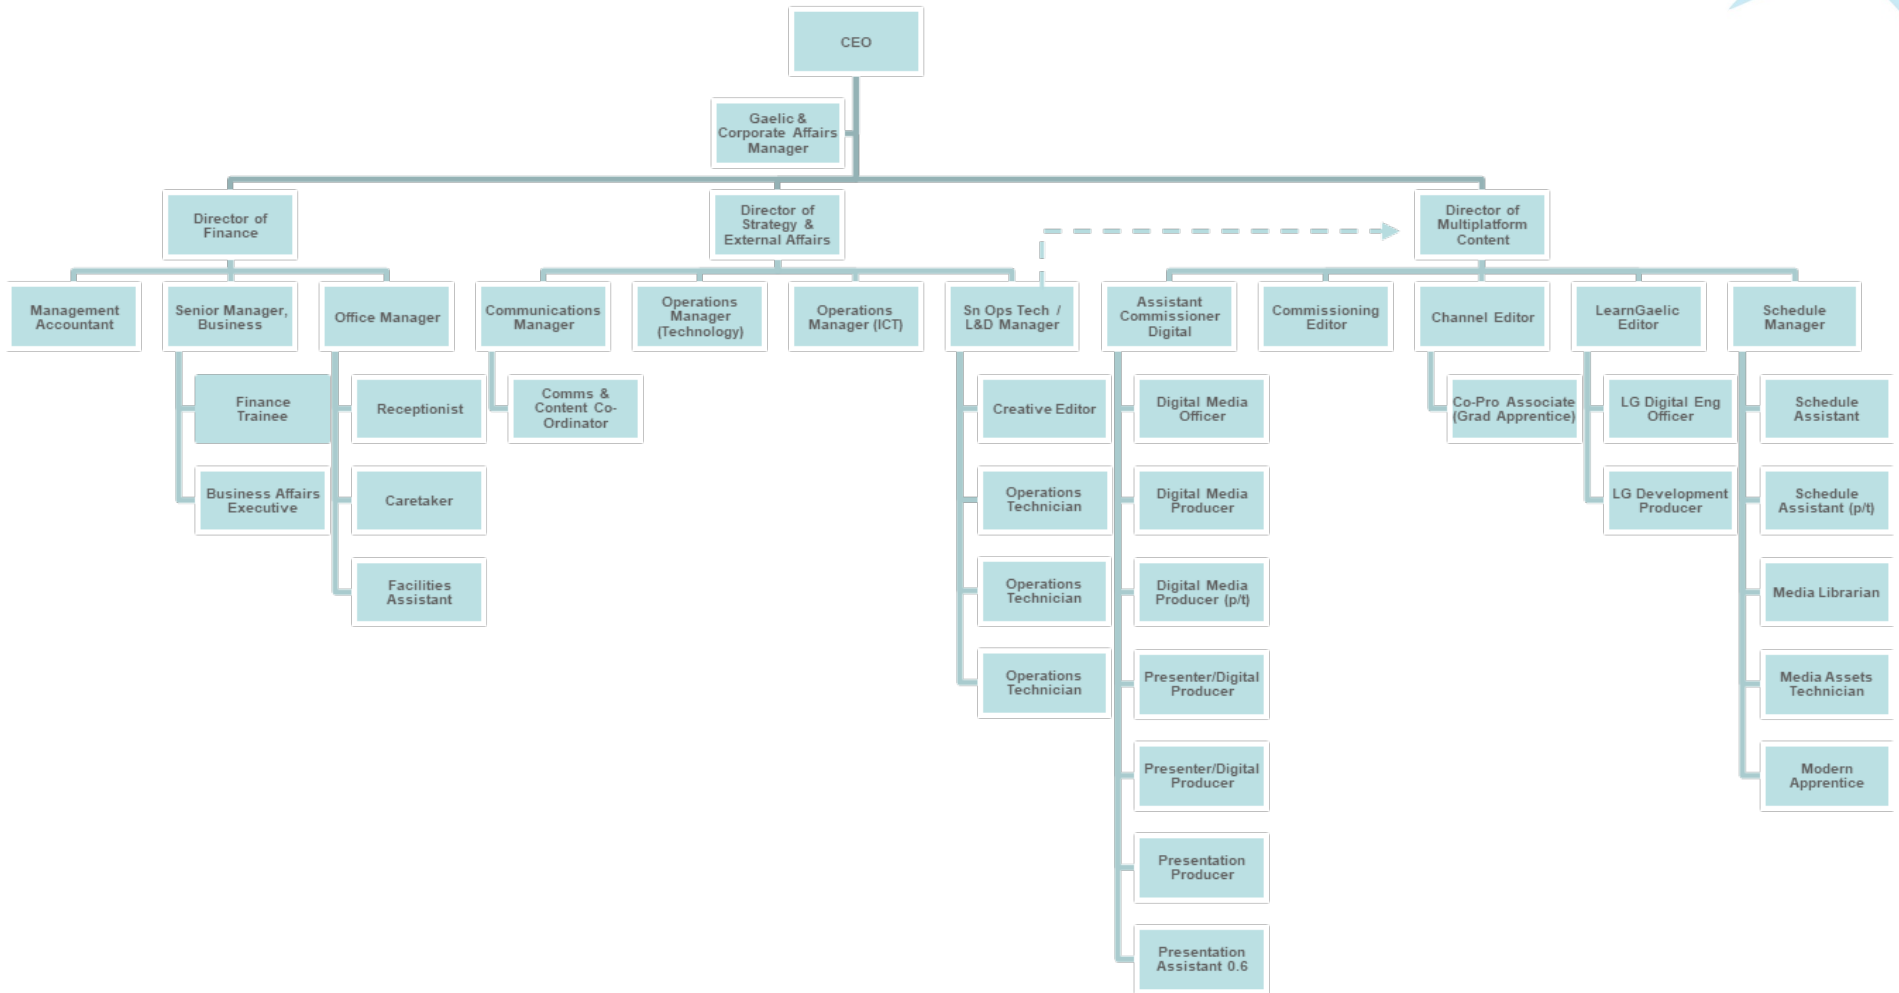 CEO
Gaelic &
Corporate Affairs
Manager
Director of
Finance
Director of
Strategy &
External Affairs
Director of
Multiplatform
Content
Management
Accountant
Senior Manager,
Business
Office Manager
Communications
Manager
Operations
Manager
(Technology)
Operations
Manager (ICT)
Sn Ops Tech /
L&D Manager
Assistant
Commissioner
Digital
Commissioning
Editor
Channel Editor
LearnGaelic
Editor
Schedule
Manager
Finance
Trainee
Business Affairs
Executive
Receptionist
Caretaker
Facilities
Assistant
Comms &
Content Co-
Ordinator
Creative Editor
Operations
Technician
Operations
Technician
Operations
Technician
Digital Media
Officer
Digital Media
Producer
Digital Media
Producer (p/t)
Presenter/Digital
Producer
Presenter/Digital
Producer
Presentation
Producer
Presentation
Assistant 0.6
Co-Pro Associate
(Grad Apprentice)
LG Digital Eng
Officer
LG Development
Producer
Schedule
Assistant
Schedule
Assistant (p/t)
Media Librarian
Media Assets
Technician
Modern
Apprentice